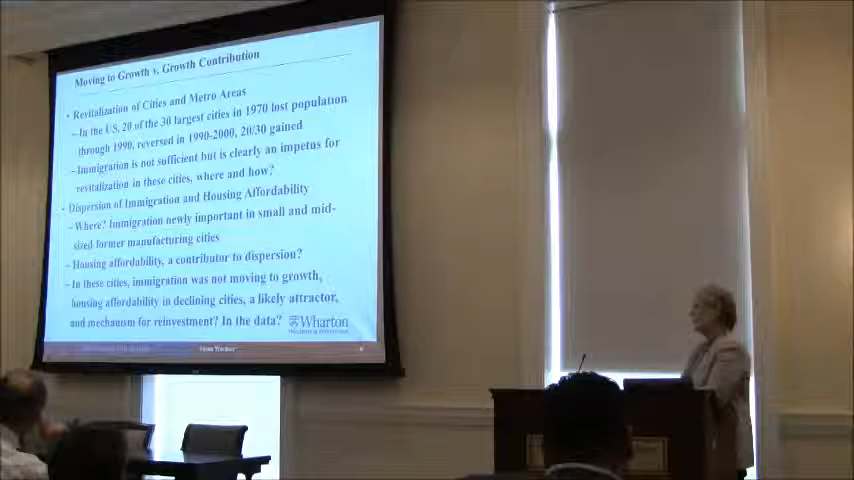 Moving to Growth v. Growth Contribution
• Revitalization of Cities and Metro Areas
–In the US, 20 of the 30 largest cities in 1970 lost population
through 1990, reversed in 1990-2000, 20/30 gained
–Immigration is not sufficient but is clearly an impetus for
revitalization in these cities, where and how?
• Dispersion of Immigration and Housing Affordability
–Where? Immigration newly important in small and mid-
sized former manufacturing cities
–Housing affordability, a contributor to dispersion?
–In these cities, immigration was not moving to growth,
housing affordability in declining cities, a likely attractor,
and mechanism for reinvestment? In the data?
Wharton